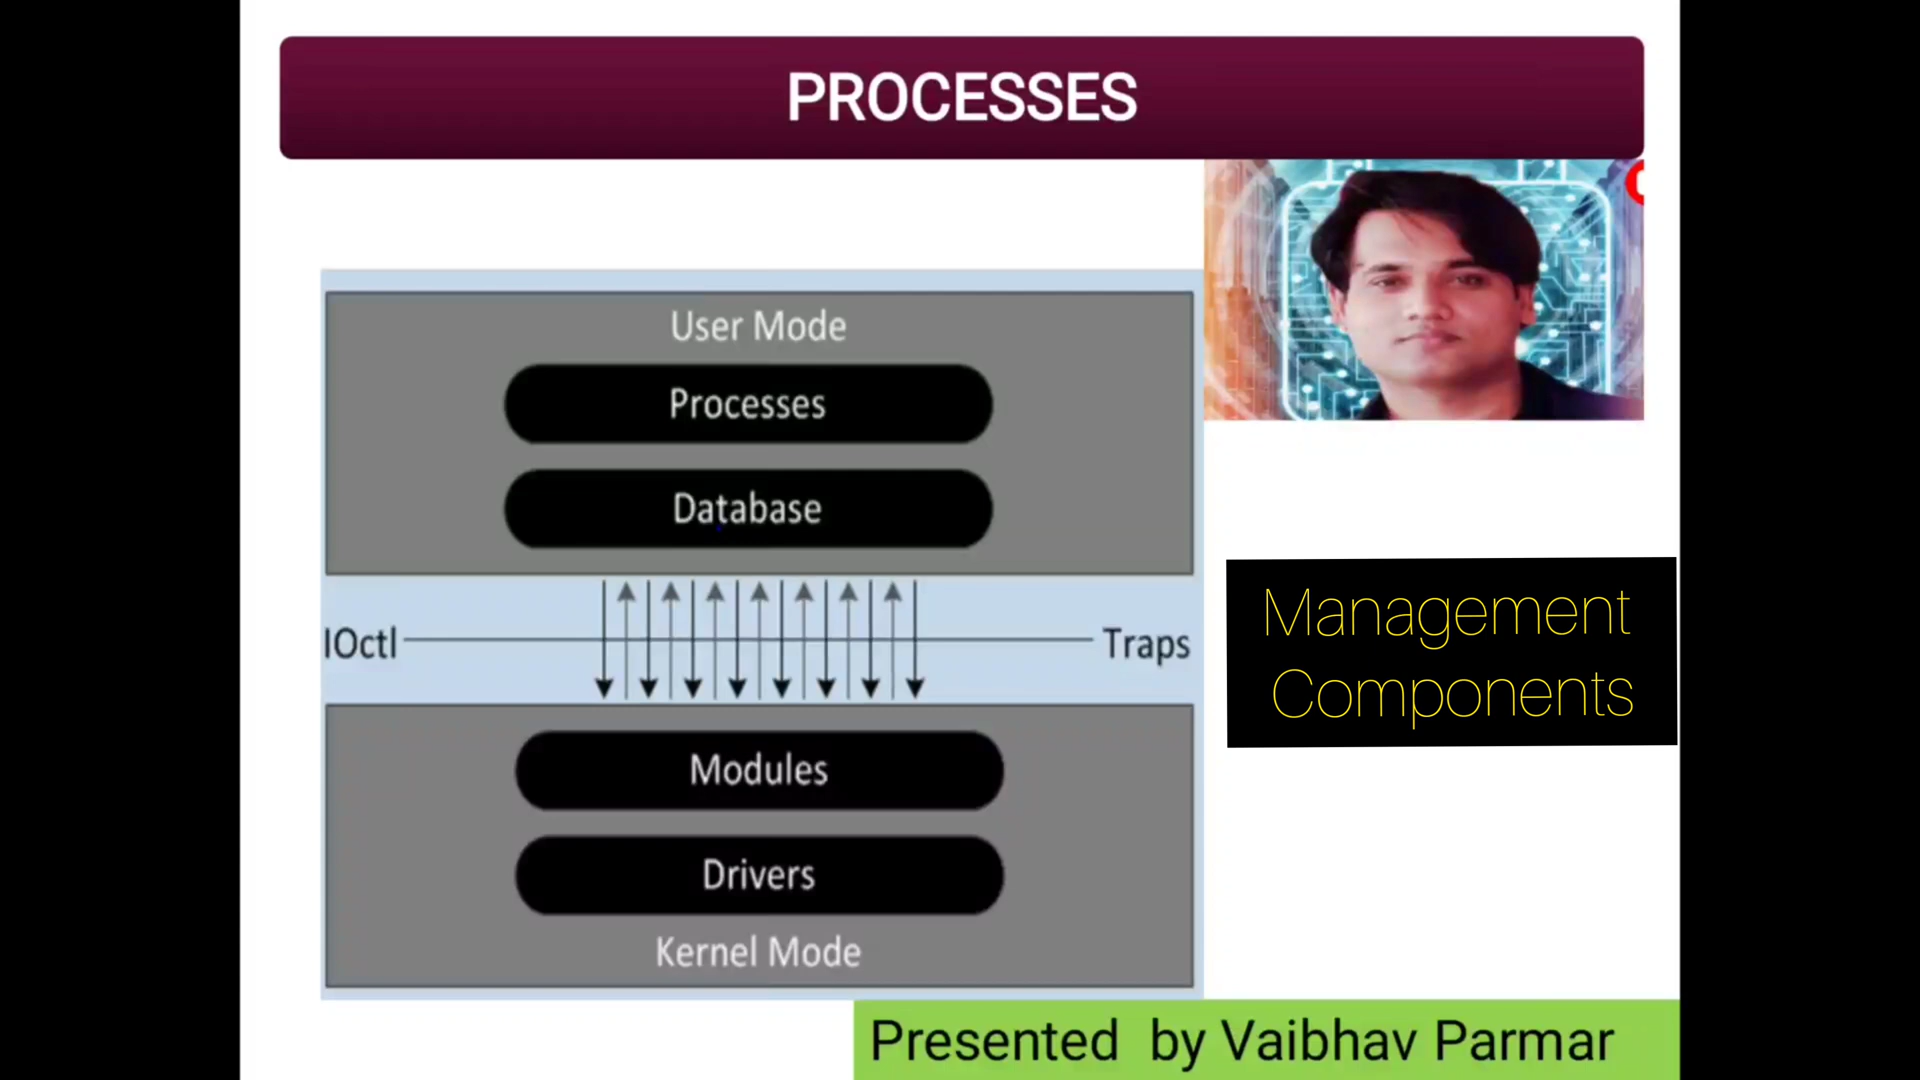 PROCESSES
User Mode
Processes
Database
IOctl
Traps
Management
Components
Modules
Drivers
Kernel Mode
Presented by Vaibhav Parmar